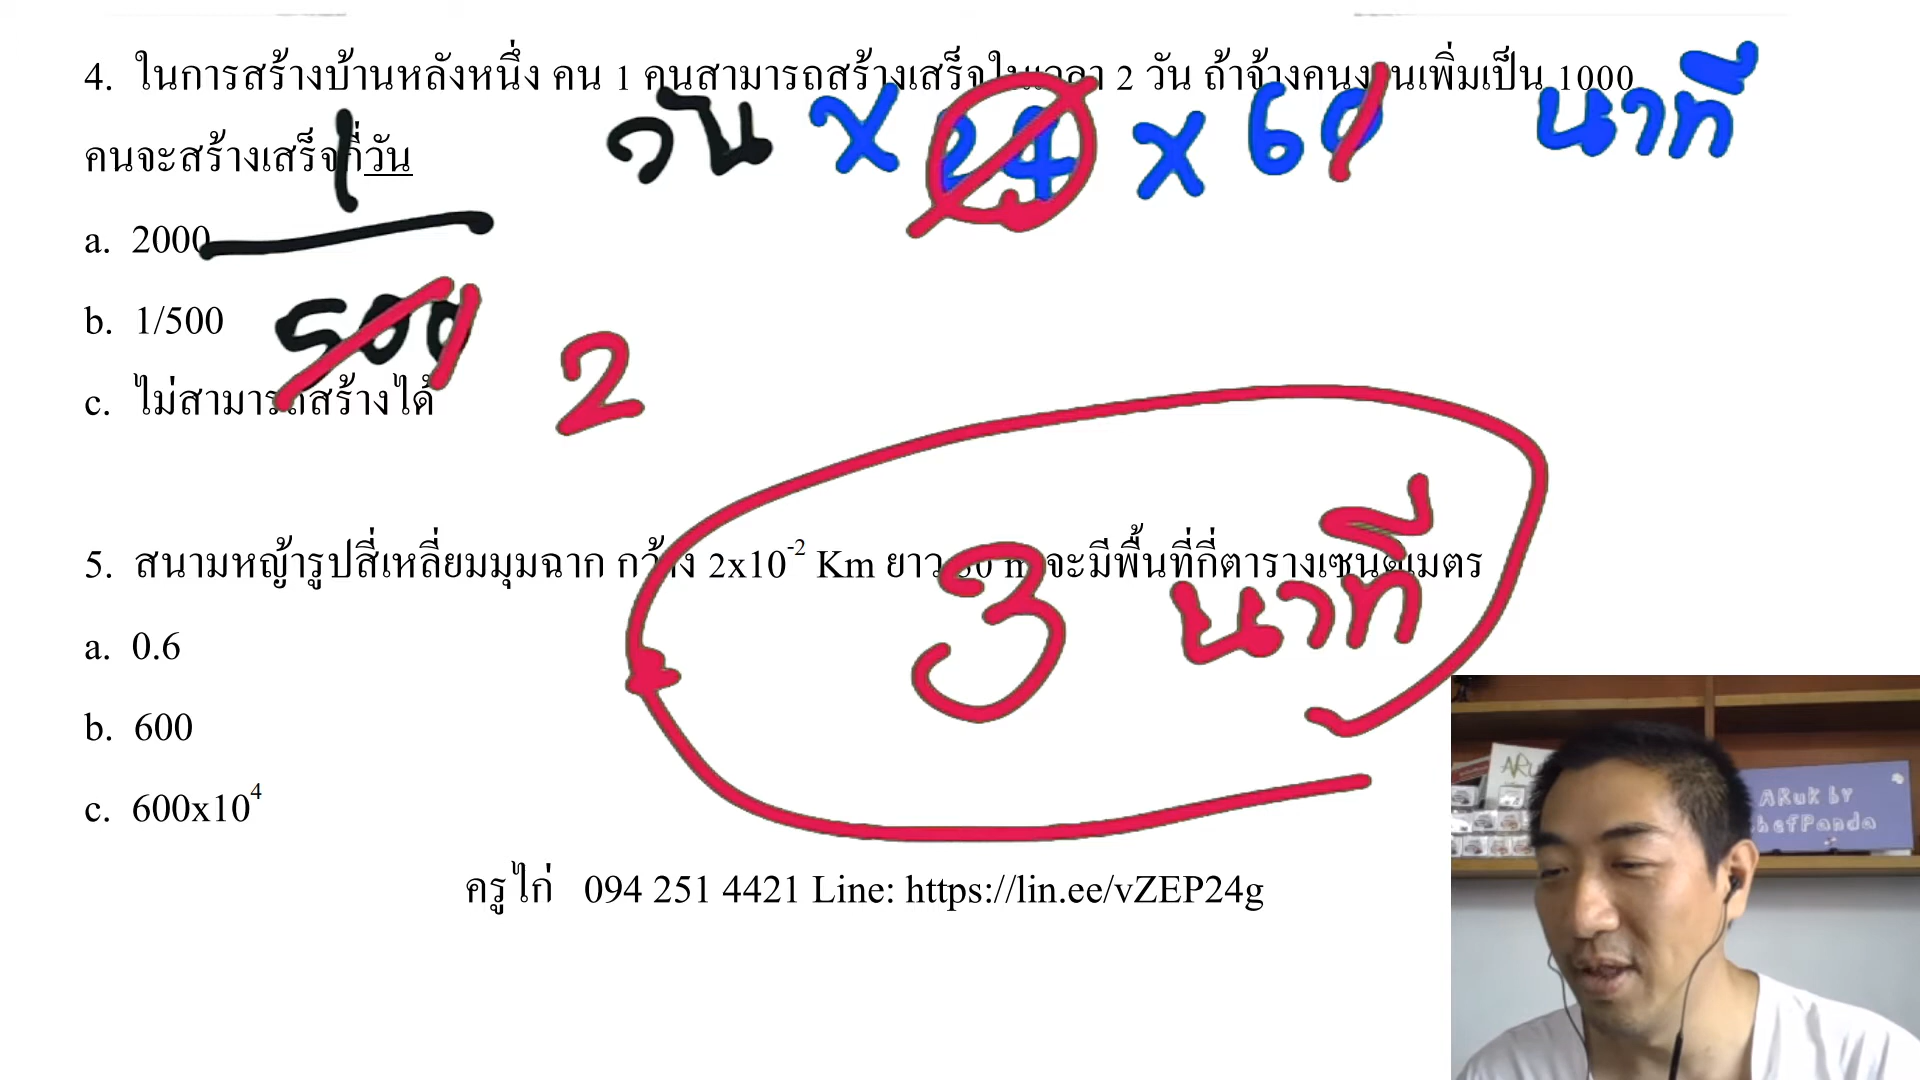 4. ในการสร้างบ้านหลังหนึ่ง คน 1 คนสามารถสร้างเสร็จในเวลา 2 วัน ถ้าจ้างคนงานเพิ่มเป็น 1000
คนจะสร้างเสร็จกี่วัน
1 วัน x 24 x 60 นาที
a. 2000
500
b. 1/500
2
c. ไม่สามารถสร้างได้
5. สนามหญ้ารูปสี่เหลี่ยมมุมฉาก กว้าง 2x10-2 Km ยาว 30 m จะมีพื้นที่กี่ตารางเซนติเมตร
3 นาที
a. 0.6
b. 600
c. 600x104
ARuk by
ChefPanda
ครูไก่ 094 251 4421 Line: https://lin.ee/vZEP24g